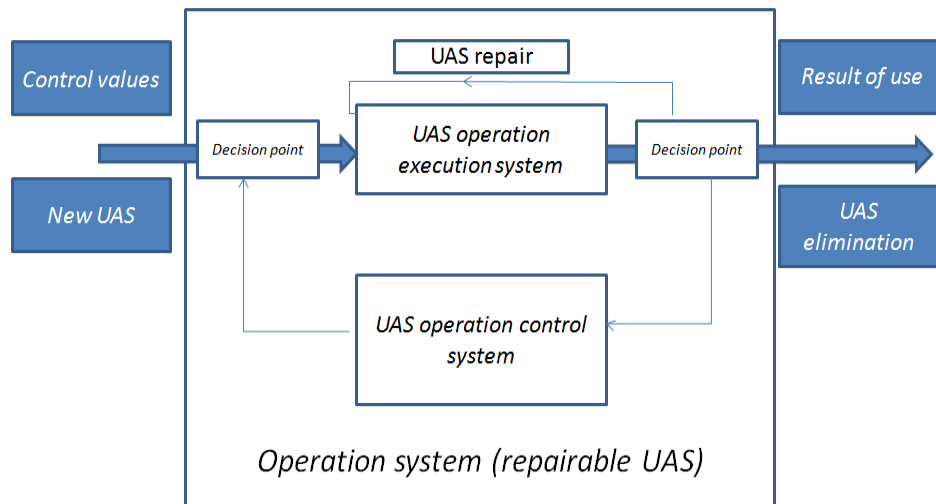 UAS repair
Control values
Result of use
Decision point
UAS operation
execution system
Decision point
New UAS
UAS
elimination
UAS operation control
system
Operation system (repairable UAS)